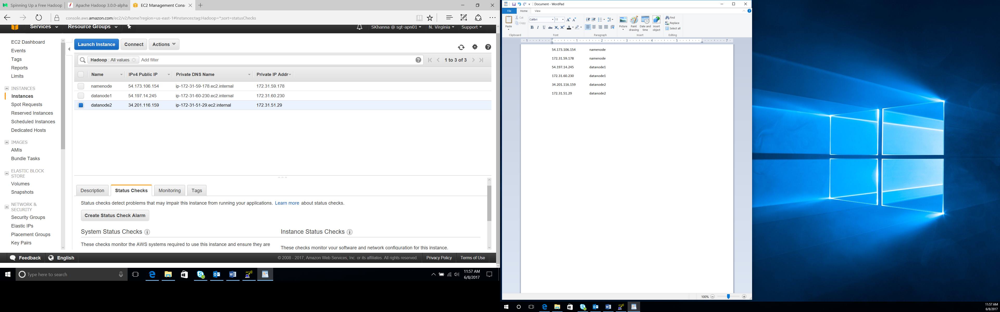 Spinning Up a Free Hadoop
Apache Hadoop 3.0.0-alpha
EC2 Management Cons
console.aws.amazon.com/ec2/v2/home?region=us-east-1#Instances:tag:Hadoop=*;sort=statusChecks
Services
Resource Groups
SKhanna @ sgt-apn01
N. Virginia
Support
EC2 Dashboard
Events
Tags
Reports
Limits
INSTANCES
Instances
Spot Requests
Reserved Instances
Scheduled Instances
Dedicated Hosts
IMAGES
AMIs
Bundle Tasks
ELASTIC BLOCK
STORE
Volumes
Snapshots
NETWORK &
SECURITY
Security Groups
Elastic IPs
Placement Groups
Key Pairs
Launch Instance
Connect
Actions
Hadoop : All values
Add filter
1 to 3 of 3
Name IPv4 Public IP Private DNS Name Private IP Addr
namenode 54.173.106.154 ip-172-31-59-178.ec2.internal 172.31.59.178
datanode1 54.197.14.245 ip-172-31-60-230.ec2.internal 172.31.60.230
datanode2 34.201.116.159 ip-172-31-51-29.ec2.internal 172.31.51.29
Description
Status Checks
Monitoring
Tags
Status checks detect problems that may impair this instance from running your applications. Learn more about status checks.
Create Status Check Alarm
System Status Checks
These checks monitor the AWS systems required to use this instance and ensure they are
Instance Status Checks
These checks monitor your software and network configuration for this instance.
Feedback
English
© 2008 - 2017, Amazon Web Services, Inc. or its affiliates. All rights reserved.
Privacy Policy
Terms of Use
Type here to search
11:57 AM
6/8/2017
Document - WordPad
File
Home
View
Paste
Cut
Copy
Clipboard
Calibri
11
Font
Paragraph
Picture
Paint
drawing
Date and
time
Insert
object
Insert
Find
Replace
Select all
Editing
1 1 2 3 4 5 7
54.173.106.154 namenode
172.31.59.178 namenode
54.197.14.245 datanode1
172.31.60.230 datanode1
34.201.116.159 datanode2
172.31.51.29 datanode2
100%
11:57 AM
6/8/2017